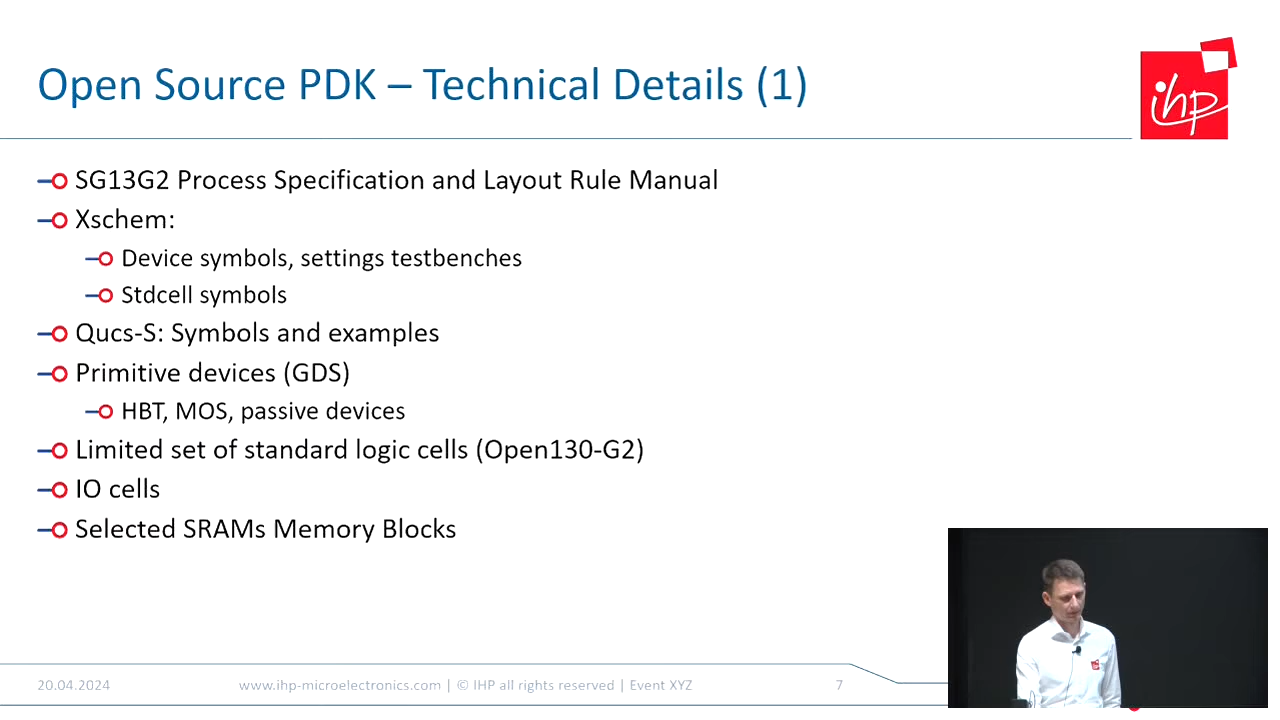 Open Source PDK – Technical Details (1)
ihp
SG13G2 Process Specification and Layout Rule Manual
Xschem:
Device symbols, settings testbenches
Stdcell symbols
Qucs-S: Symbols and examples
Primitive devices (GDS)
HBT, MOS, passive devices
Limited set of standard logic cells (Open130-G2)
IO cells
Selected SRAMs Memory Blocks
20.04.2024
www.ihp-microelectronics.com | © IHP all rights reserved | Event XYZ
7